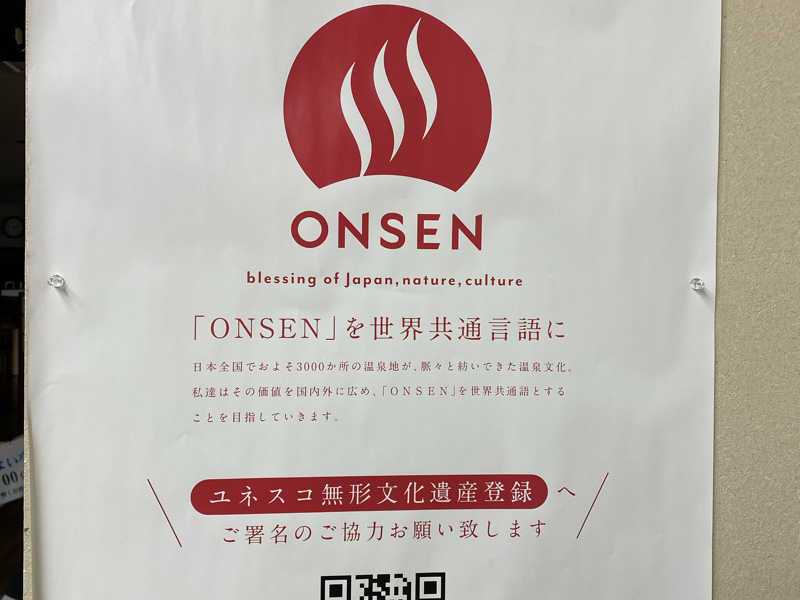 ONSEN
blessing of Japan, nature, culture
「ONSEN」を世界共通言語に
日本全国でおよそ3000か所の温泉地が、脈々と紡いできた温泉文化。
私達はその価値を国内外に広め、「ONSEN」を世界共通語とする
ことを目指していきます。
ユネスコ無形文化遺産登録へ
ご署名のご協力お願い致します